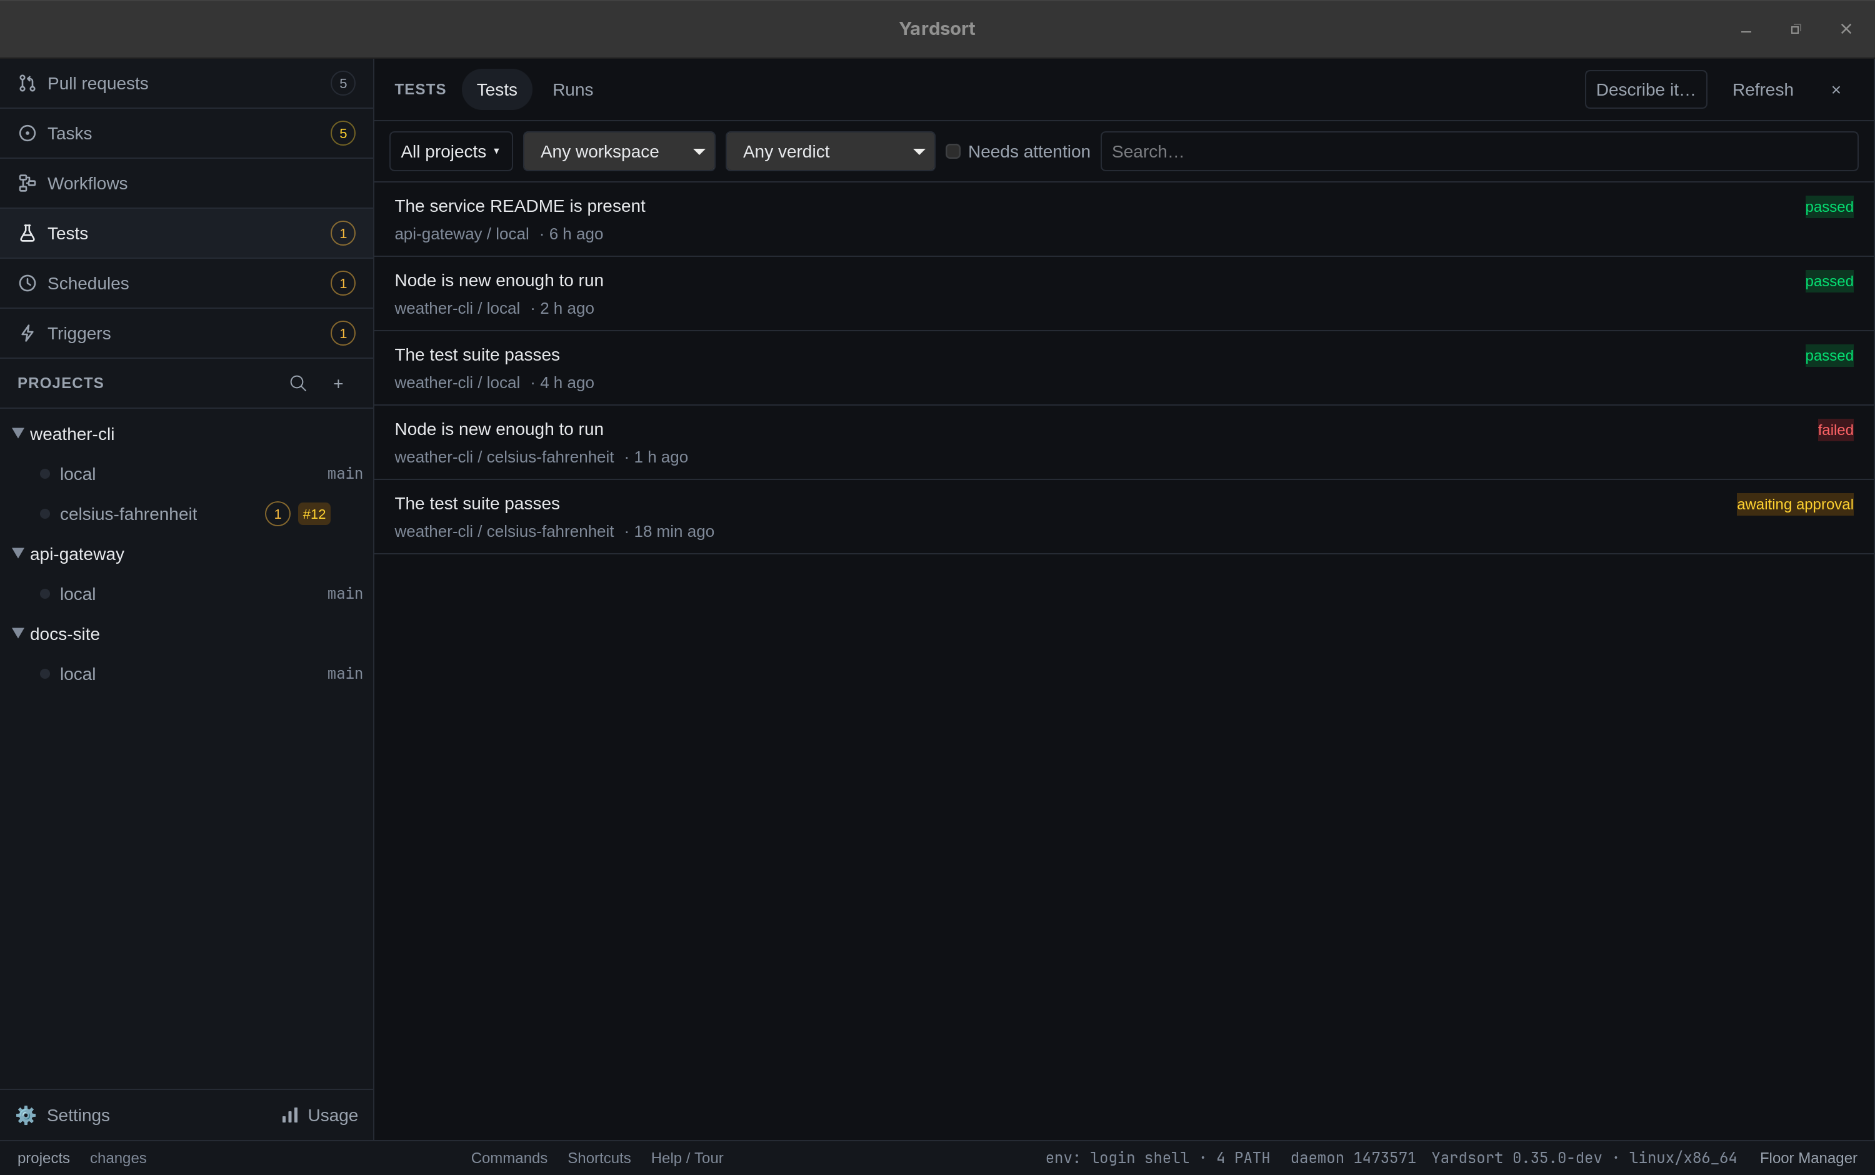 Yardsort
Pull requests 5
Tasks 5
Workflows
Tests 1
Schedules 1
Triggers 1
PROJECTS +
weather-cli
local main
celsius-fahrenheit 1 #12
api-gateway
local main
docs-site
local main
Settings Usage
TESTS Tests Runs Describe it… Refresh ×
All projects ▾ Any workspace Any verdict Needs attention Search…
The service README is present passed
api-gateway / local · 6 h ago
Node is new enough to run passed
weather-cli / local · 2 h ago
The test suite passes passed
weather-cli / local · 4 h ago
Node is new enough to run failed
weather-cli / celsius-fahrenheit · 1 h ago
The test suite passes awaiting approval
weather-cli / celsius-fahrenheit · 18 min ago
projects changes Commands Shortcuts Help / Tour env: login shell · 4 PATH daemon 1473571 Yardsort 0.35.0-dev · linux/x86_64 Floor Manager